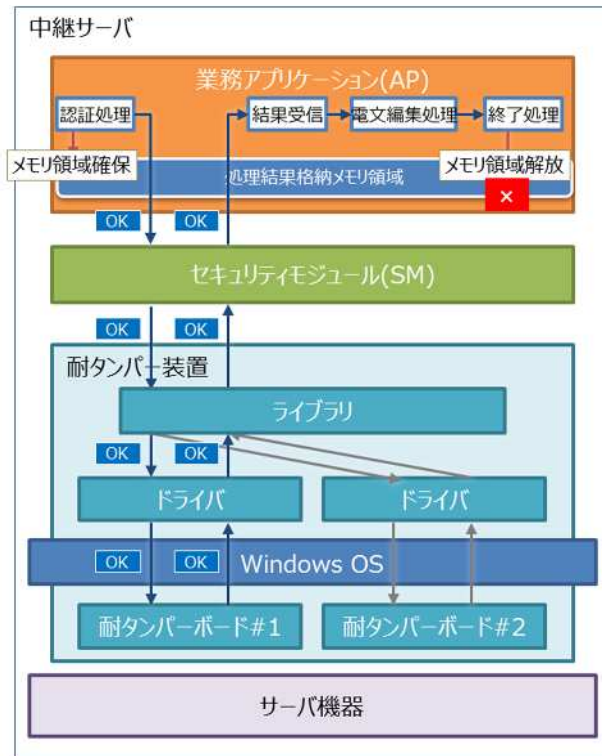 中継サーバ
業務アプリケーション(AP)
認証処理
結果受信
電文編集処理
終了処理
メモリ領域確保
メモリ領域解放
処理結果格納メモリ領域
×
OK
OK
セキュリティモジュール(SM)
OK
OK
耐タンパー装置
ライブラリ
OK
OK
ドライバ
ドライバ
OK
OK
Windows OS
耐タンパーボード#1
耐タンパーボード#2
サーバ機器